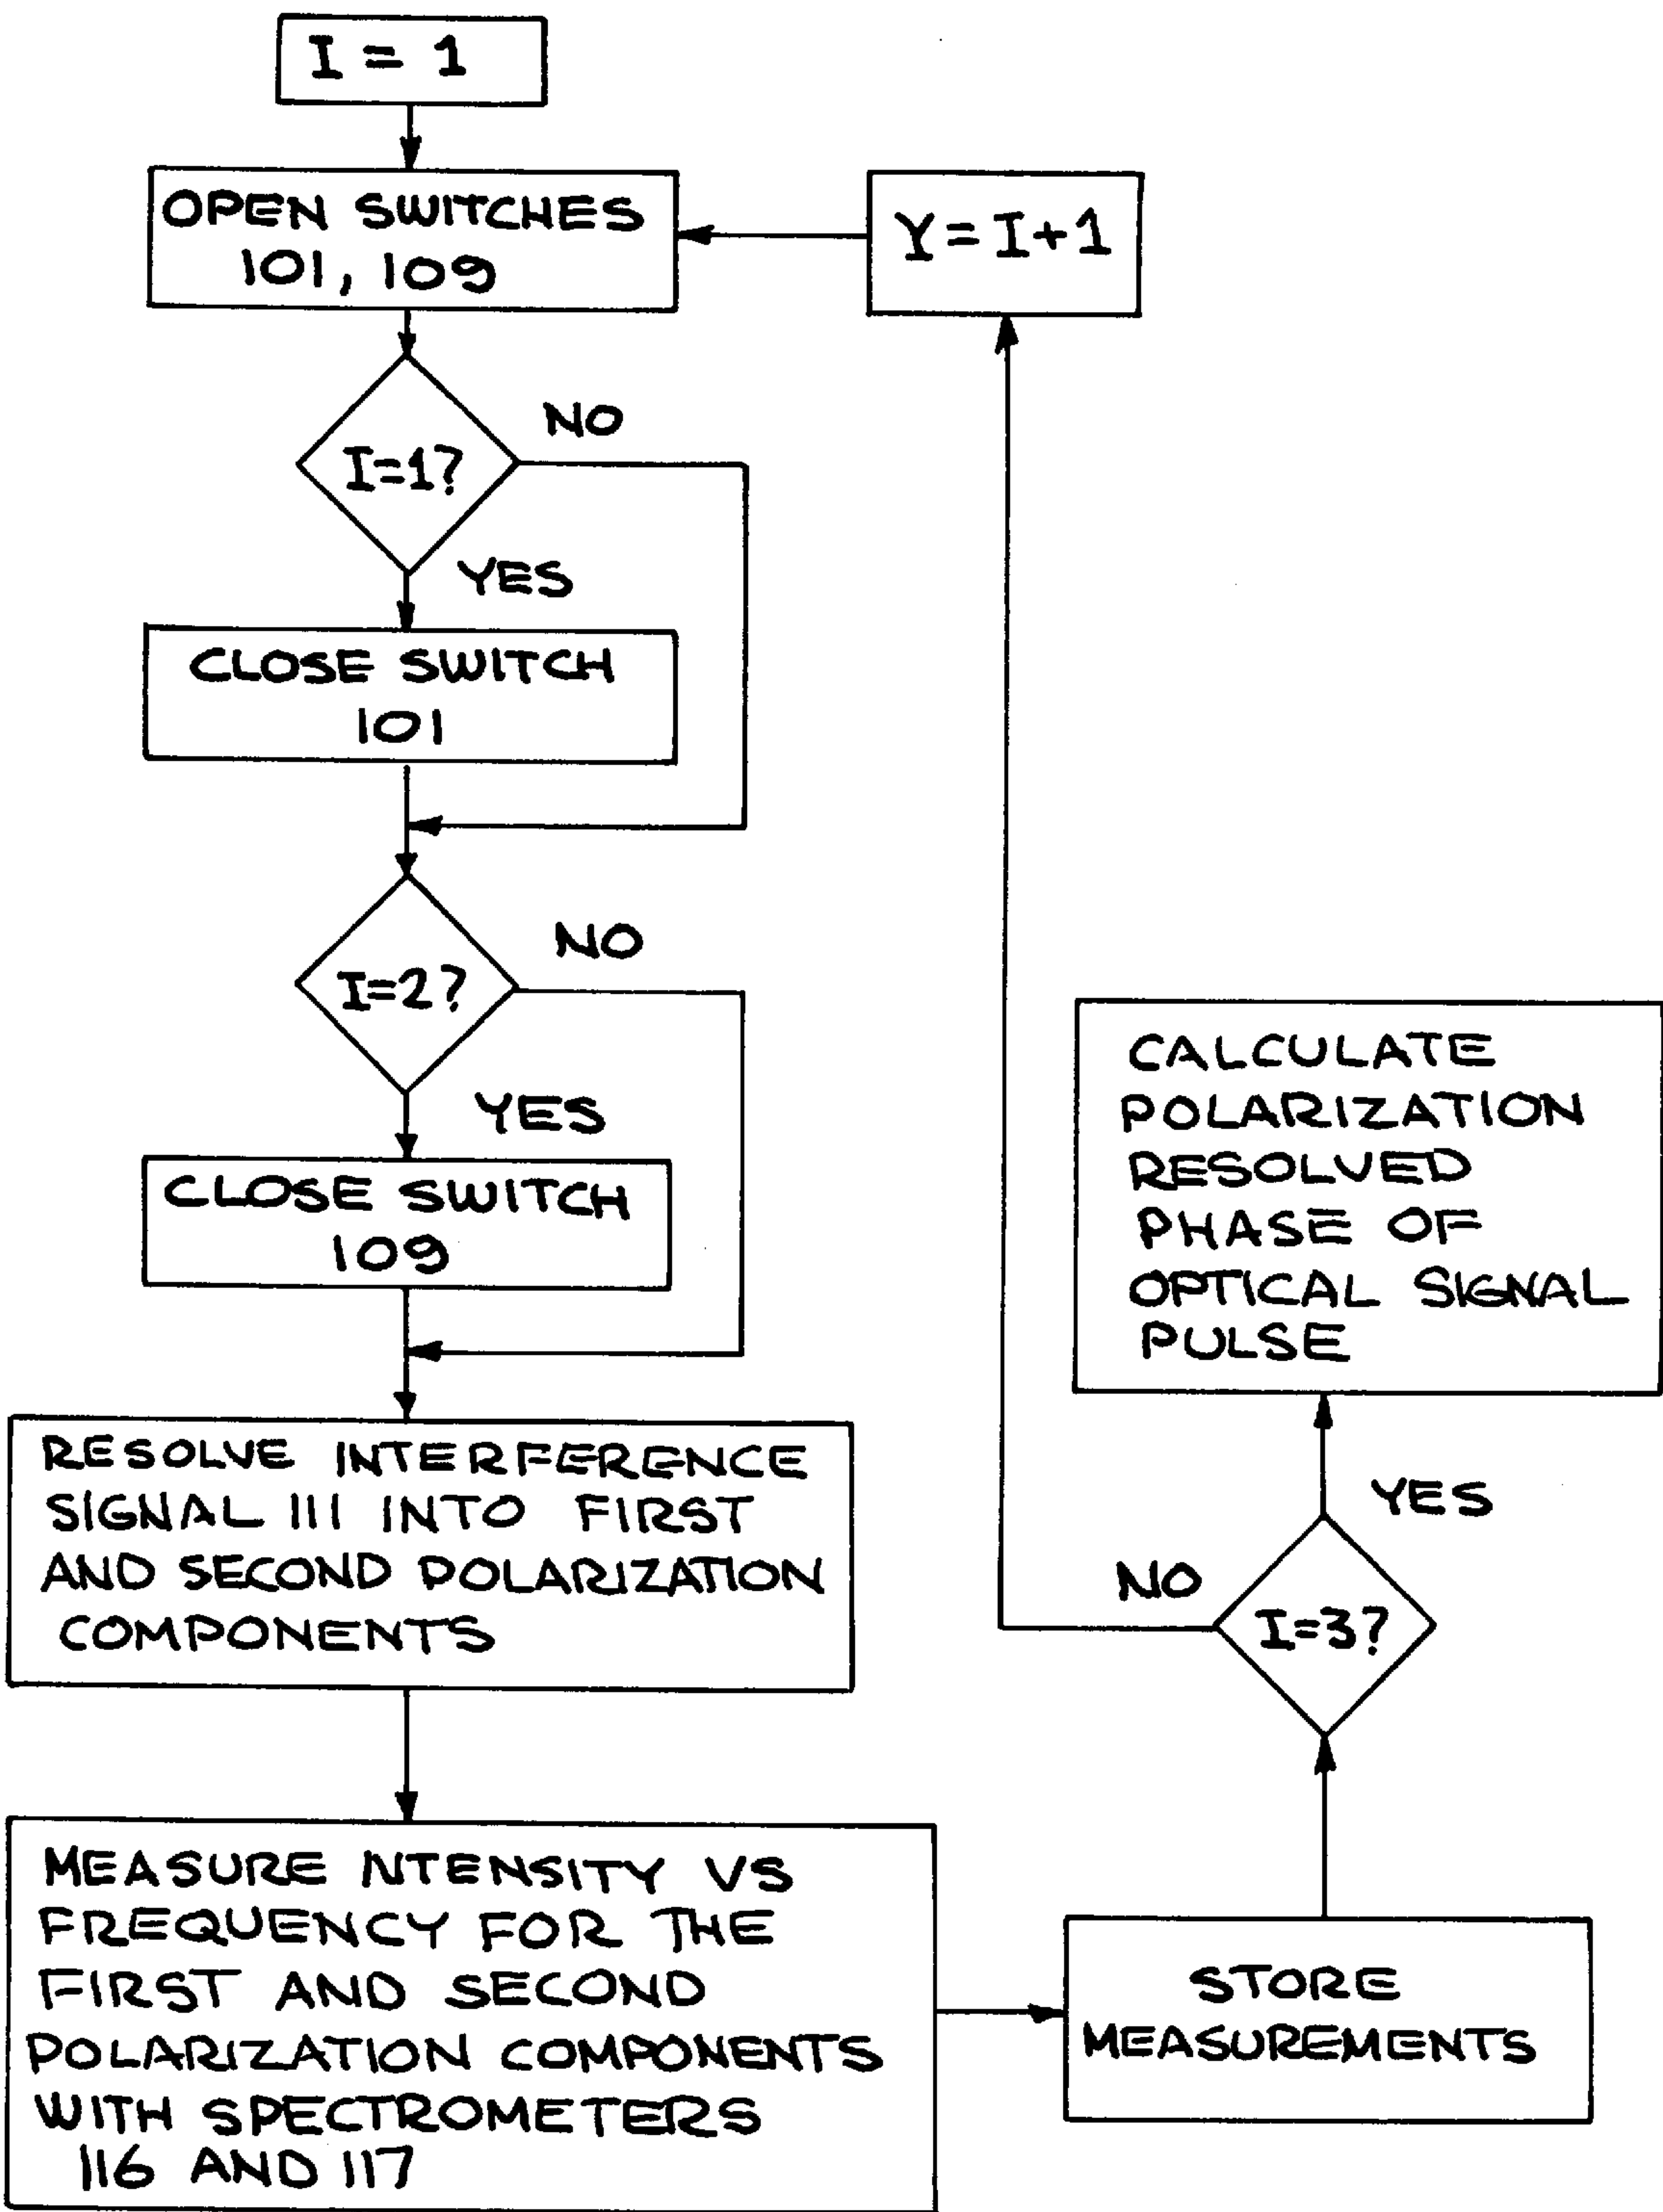 I = 1
OPEN SWITCHES
101, 109
Y = I+1
I=1?
NO
YES
CLOSE SWITCH
101
I=2?
NO
YES
CLOSE SWITCH
109
RESOLVE INTERFERENCE
SIGNAL 111 INTO FIRST
AND SECOND POLARIZATION
COMPONENTS
MEASURE INTENSITY VS
FREQUENCY FOR THE
FIRST AND SECOND
POLARIZATION COMPONENTS
WITH SPECTROMETERS
116 AND 117
STORE
MEASUREMENTS
I=3?
NO
YES
CALCULATE
POLARIZATION
RESOLVED
PHASE OF
OPTICAL SIGNAL
PULSE